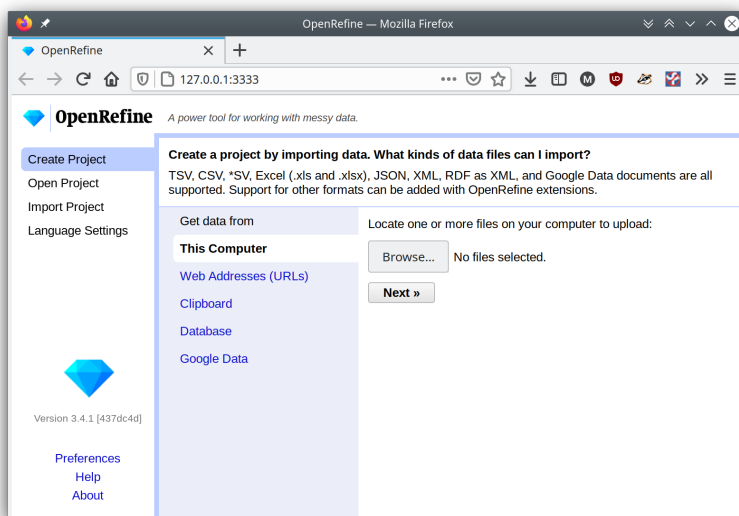 OpenRefine — Mozilla Firefox
OpenRefine
127.0.0.1:3333
OpenRefine
A power tool for working with messy data.
Create Project
Open Project
Import Project
Language Settings
Create a project by importing data. What kinds of data files can I import?
TSV, CSV, *SV, Excel (.xls and .xlsx), JSON, XML, RDF as XML, and Google Data documents are all
supported. Support for other formats can be added with OpenRefine extensions.
Get data from
This Computer
Web Addresses (URLs)
Clipboard
Database
Google Data
Locate one or more files on your computer to upload:
Browse... No files selected.
Next »
Version 3.4.1 [437dc4d]
Preferences
Help
About